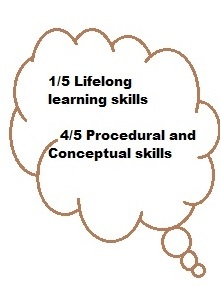 1/5 Lifelong
learning skills
4/5 Procedural and
Conceptual skills